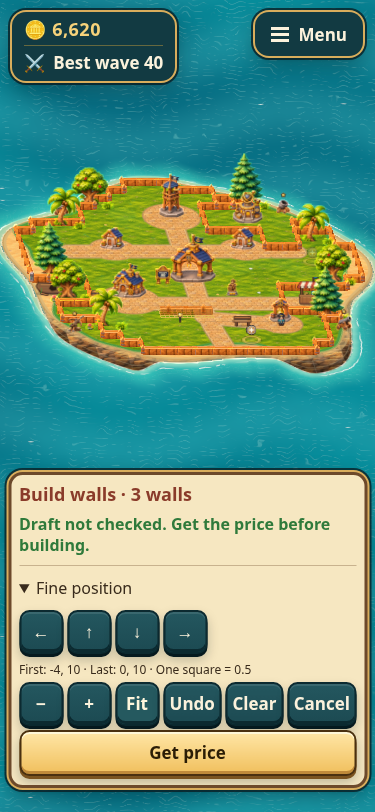 6,620
Best wave 40
Menu
Build walls · 3 walls
Draft not checked. Get the price before
building.
▼ Fine position
← ↑ ↓ →
First: -4, 10 · Last: 0, 10 · One square = 0.5
− + Fit Undo Clear Cancel
Get price